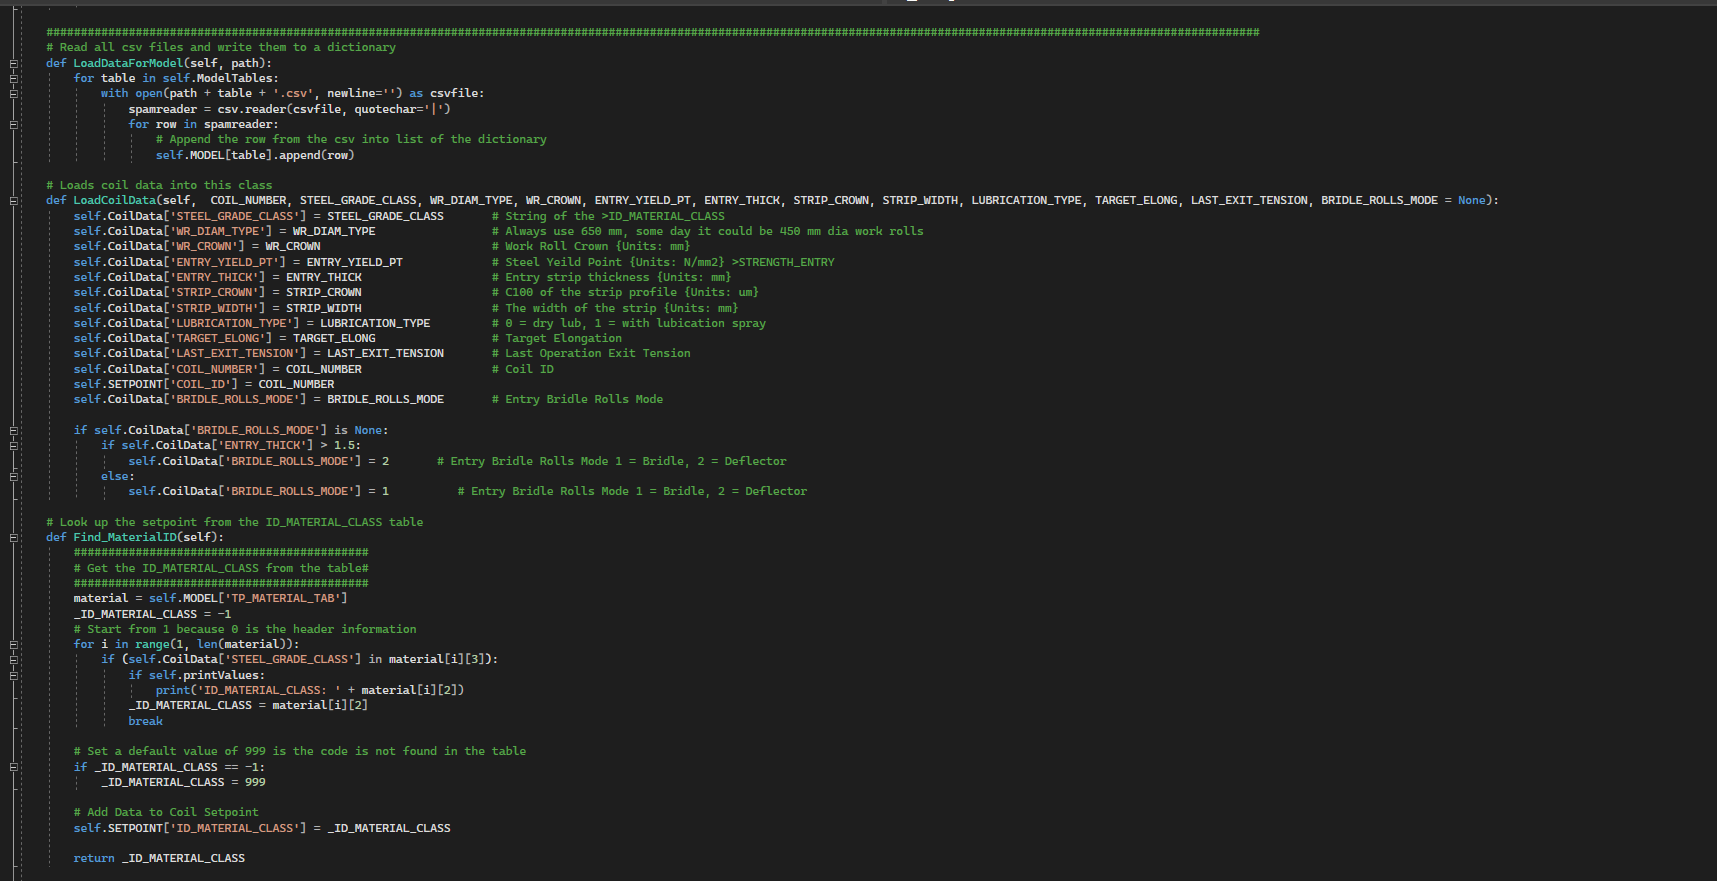 #################################################################################################################################################################################
# Read all csv files and write them to a dictionary
def LoadDataForModel(self, path):
for table in self.ModelTables:
with open(path + table + '.csv', newline='') as csvfile:
spamreader = csv.reader(csvfile, quotechar='|')
for row in spamreader:
# Append the row from the csv into list of the dictionary
self.MODEL[table].append(row)
# Loads coil data into this class
def LoadCoilData(self,  COIL_NUMBER, STEEL_GRADE_CLASS, WR_DIAM_TYPE, WR_CROWN, ENTRY_YIELD_PT, ENTRY_THICK, STRIP_CROWN, STRIP_WIDTH, LUBRICATION_TYPE, TARGET_ELONG, LAST_EXIT_TENSION, BRIDLE_ROLLS_MODE = None):
self.CoilData['STEEL_GRADE_CLASS'] = STEEL_GRADE_CLASS       # String of the >ID_MATERIAL_CLASS
self.CoilData['WR_DIAM_TYPE'] = WR_DIAM_TYPE                 # Always use 650 mm, some day it could be 450 mm dia work rolls
self.CoilData['WR_CROWN'] = WR_CROWN                         # Work Roll Crown {Units: mm}
self.CoilData['ENTRY_YIELD_PT'] = ENTRY_YIELD_PT             # Steel Yeild Point {Units: N/mm2} >STRENGTH_ENTRY
self.CoilData['ENTRY_THICK'] = ENTRY_THICK                   # Entry strip thickness {Units: mm}
self.CoilData['STRIP_CROWN'] = STRIP_CROWN                   # C100 of the strip profile {Units: um}
self.CoilData['STRIP_WIDTH'] = STRIP_WIDTH                   # The width of the strip {Units: mm}
self.CoilData['LUBRICATION_TYPE'] = LUBRICATION_TYPE         # 0 = dry lub, 1 = with lubication spray
self.CoilData['TARGET_ELONG'] = TARGET_ELONG                 # Target Elongation
self.CoilData['LAST_EXIT_TENSION'] = LAST_EXIT_TENSION       # Last Operation Exit Tension
self.CoilData['COIL_NUMBER'] = COIL_NUMBER                   # Coil ID
self.SETPOINT['COIL_ID'] = COIL_NUMBER
self.CoilData['BRIDLE_ROLLS_MODE'] = BRIDLE_ROLLS_MODE       # Entry Bridle Rolls Mode
if self.CoilData['BRIDLE_ROLLS_MODE'] is None:
if self.CoilData['ENTRY_THICK'] > 1.5:
self.CoilData['BRIDLE_ROLLS_MODE'] = 2       # Entry Bridle Rolls Mode 1 = Bridle, 2 = Deflector
else:
self.CoilData['BRIDLE_ROLLS_MODE'] = 1          # Entry Bridle Rolls Mode 1 = Bridle, 2 = Deflector
# Look up the setpoint from the ID_MATERIAL_CLASS table
def Find_MaterialID(self):
###########################################
# Get the ID_MATERIAL_CLASS from the table#
###########################################
material = self.MODEL['TP_MATERIAL_TAB']
_ID_MATERIAL_CLASS = -1
# Start from 1 because 0 is the header information
for i in range(1, len(material)):
if (self.CoilData['STEEL_GRADE_CLASS'] in material[i][3]):
if self.printValues:
print('ID_MATERIAL_CLASS: ' + material[i][2])
_ID_MATERIAL_CLASS = material[i][2]
break
# Set a default value of 999 is the code is not found in the table
if _ID_MATERIAL_CLASS == -1:
_ID_MATERIAL_CLASS = 999
# Add Data to Coil Setpoint
self.SETPOINT['ID_MATERIAL_CLASS'] = _ID_MATERIAL_CLASS
return _ID_MATERIAL_CLASS